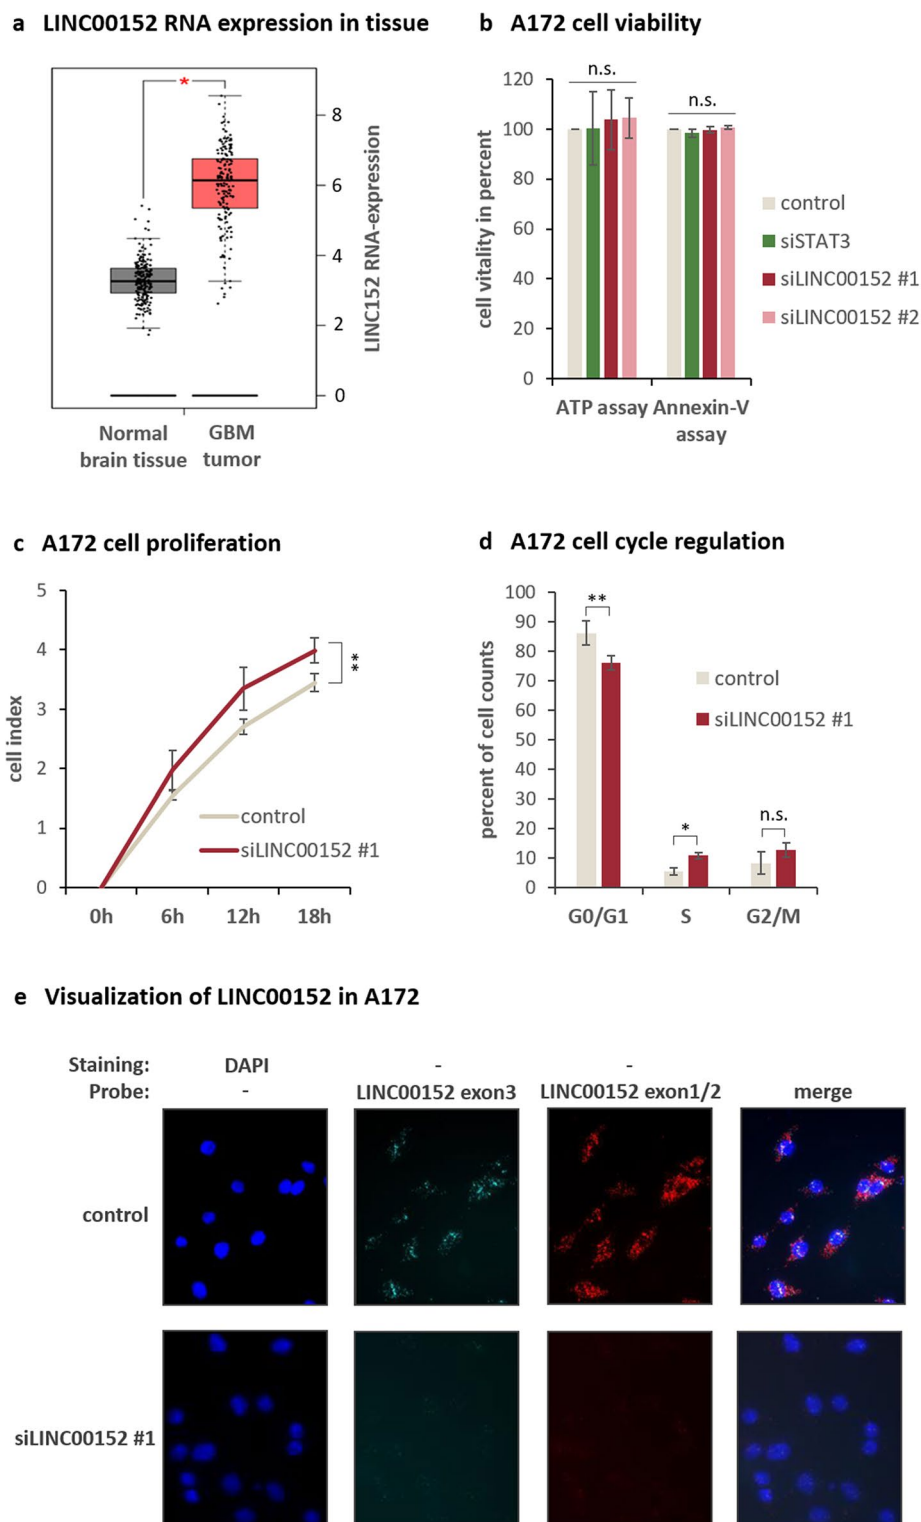 a LINC00152 RNA expression in tissue
*
8
6
4
2
0
LINC152 RNA-expression
Normal
brain tissue
GBM
tumor
b A172 cell viability
120
100
80
60
40
20
0
cell vitality in percent
n.s.
n.s.
ATP assay
Annexin-V
assay
control
siSTAT3
siLINC00152 #1
siLINC00152 #2
c A172 cell proliferation
5
4
3
2
1
0
cell index
**
control
siLINC00152 #1
0h 6h 12h 18h
d A172 cell cycle regulation
100
90
80
70
60
50
40
30
20
10
0
percent of cell counts
**
*
n.s.
control
siLINC00152 #1
G0/G1 S G2/M
e Visualization of LINC00152 in A172
Staining: DAPI - -
Probe: - LINC00152 exon3 LINC00152 exon1/2 merge
control
siLINC00152 #1